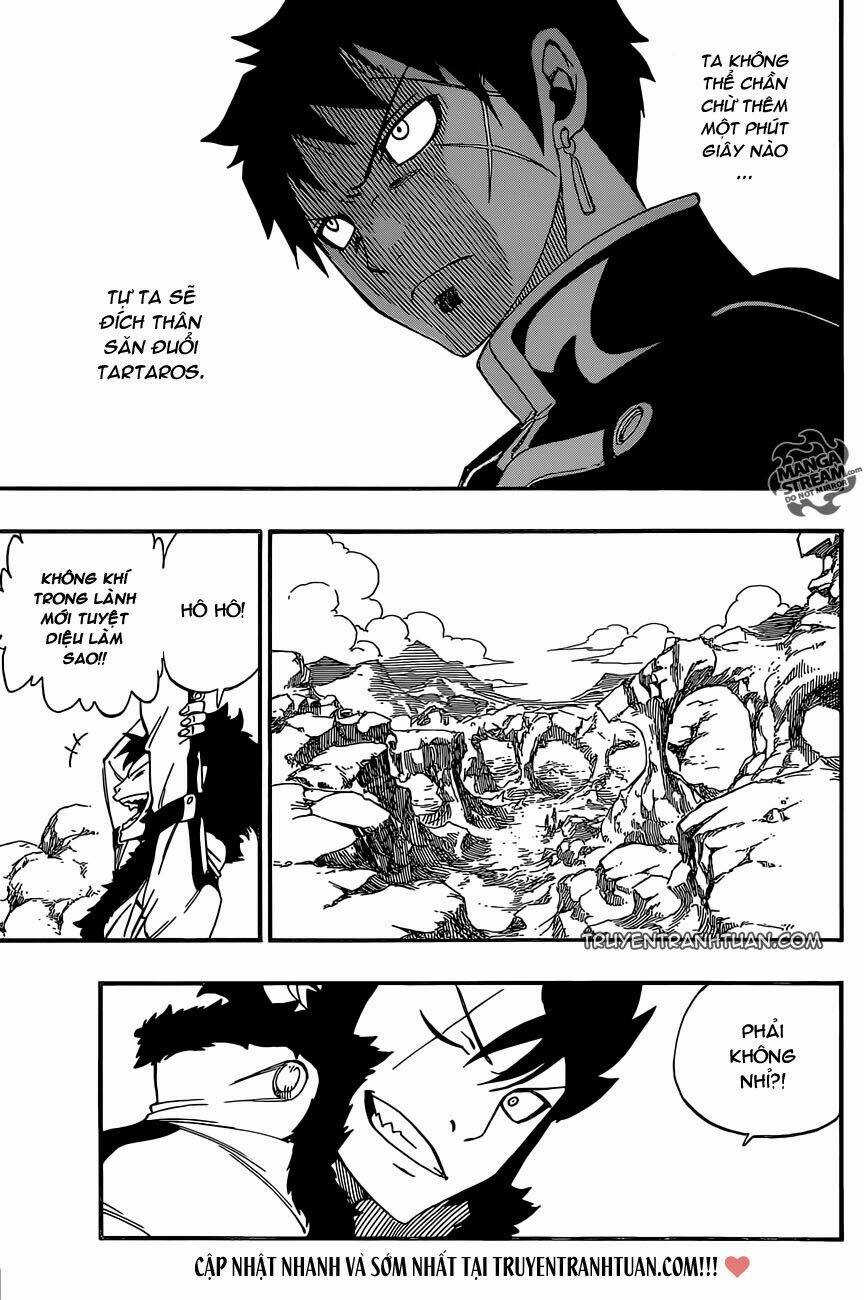 TA KHÔNG
THỂ CHẦN
CHỪ THÊM
MỘT PHÚT
GIÂY NÀO
...
TỰ TA SẼ
ĐÍCH THÂN
SĂN ĐUỔI
TARTAROS.
MANGA
STREAM.com
DO NOT MIRROR
HÔ HÔ!
KHÔNG KHÍ
TRONG LÀNH
MỚI TUYỆT
DIỆU LÀM
SAO!!
TRUYENTRANHTUAN.COM
PHẢI
KHÔNG
NHỈ?!
CẬP NHẬT NHANH VÀ SỚM NHẤT TẠI TRUYENTRANHTUAN.COM!!!